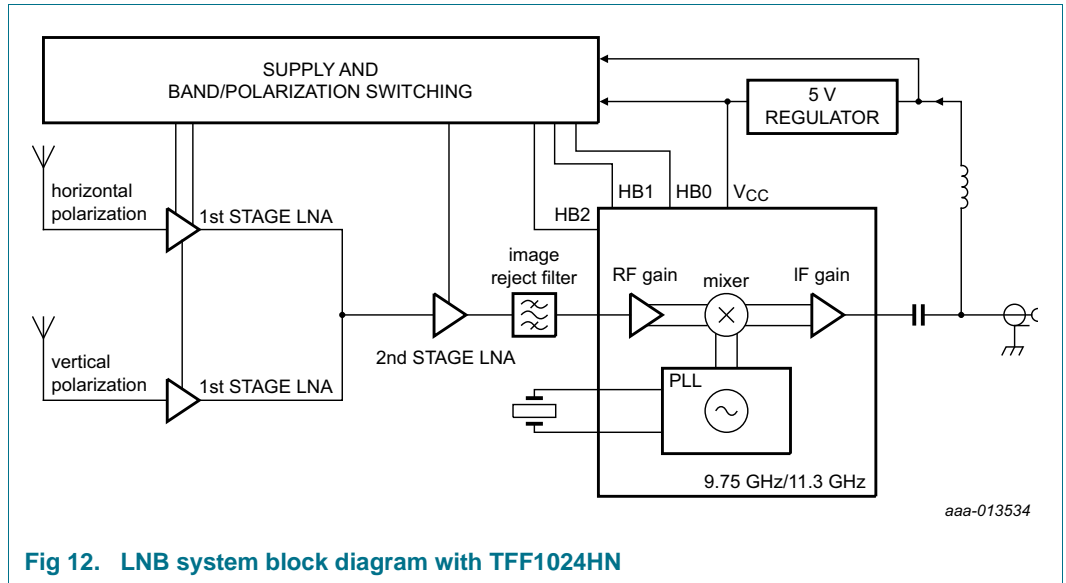 SUPPLY AND
BAND/POLARIZATION SWITCHING
5 V
REGULATOR
horizontal
polarization
1st STAGE LNA
HB2
HB1
HB0
VCC
image
reject filter
RF gain
mixer
IF gain
2nd STAGE LNA
vertical
polarization
1st STAGE LNA
PLL
9.75 GHz/11.3 GHz
aaa-013534
Fig 12. LNB system block diagram with TFF1024HN